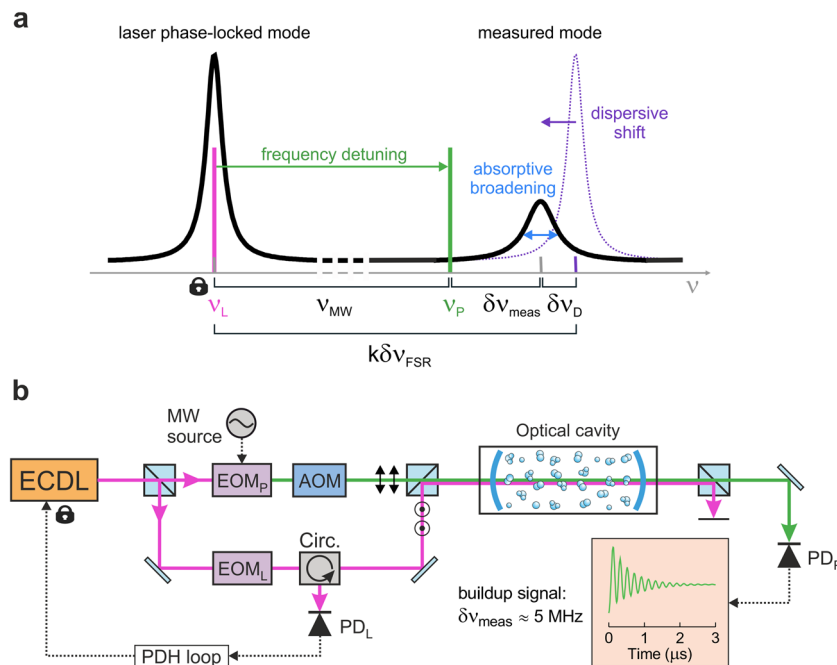 a
laser phase-locked mode
measured mode
dispersive
shift
frequency detuning
absorptive
broadening
ν
ν_L
ν_MW
ν_P
δν_meas
δν_D
kδν_FSR
b
MW
source
Optical cavity
ECDL
EOM_P
AOM
Circ.
EOM_L
PD_L
PDH loop
buildup signal:
δν_meas ≈ 5 MHz
0 1 2 3
Time (μs)